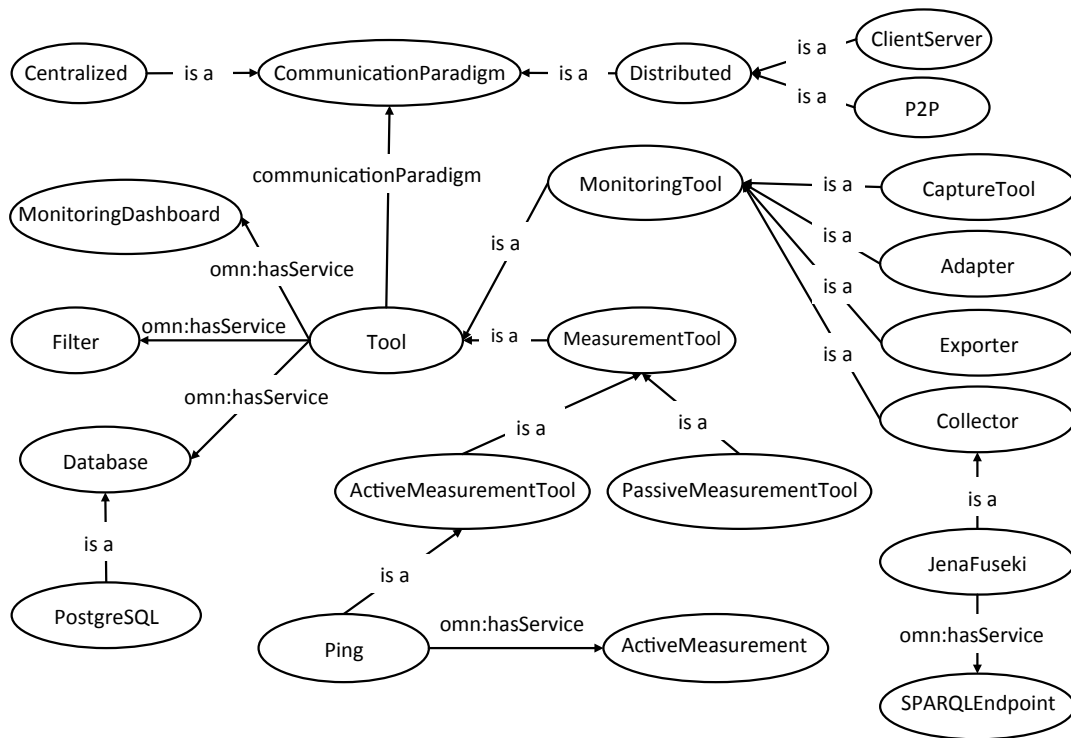 ClientServer
is a
Centralized
is a
CommunicationParadigm
is a
Distributed
is a
P2P
communicationParadigm
MonitoringTool
is a
CaptureTool
MonitoringDashboard
is a
is a
Adapter
omn:hasService
is a
omn:hasService
Filter
Tool
is a
MeasurementTool
Exporter
is a
omn:hasService
Collector
is a
is a
Database
ActiveMeasurementTool
PassiveMeasurementTool
is a
is a
JenaFuseki
is a
PostgreSQL
omn:hasService
omn:hasService
Ping
ActiveMeasurement
SPARQLEndpoint